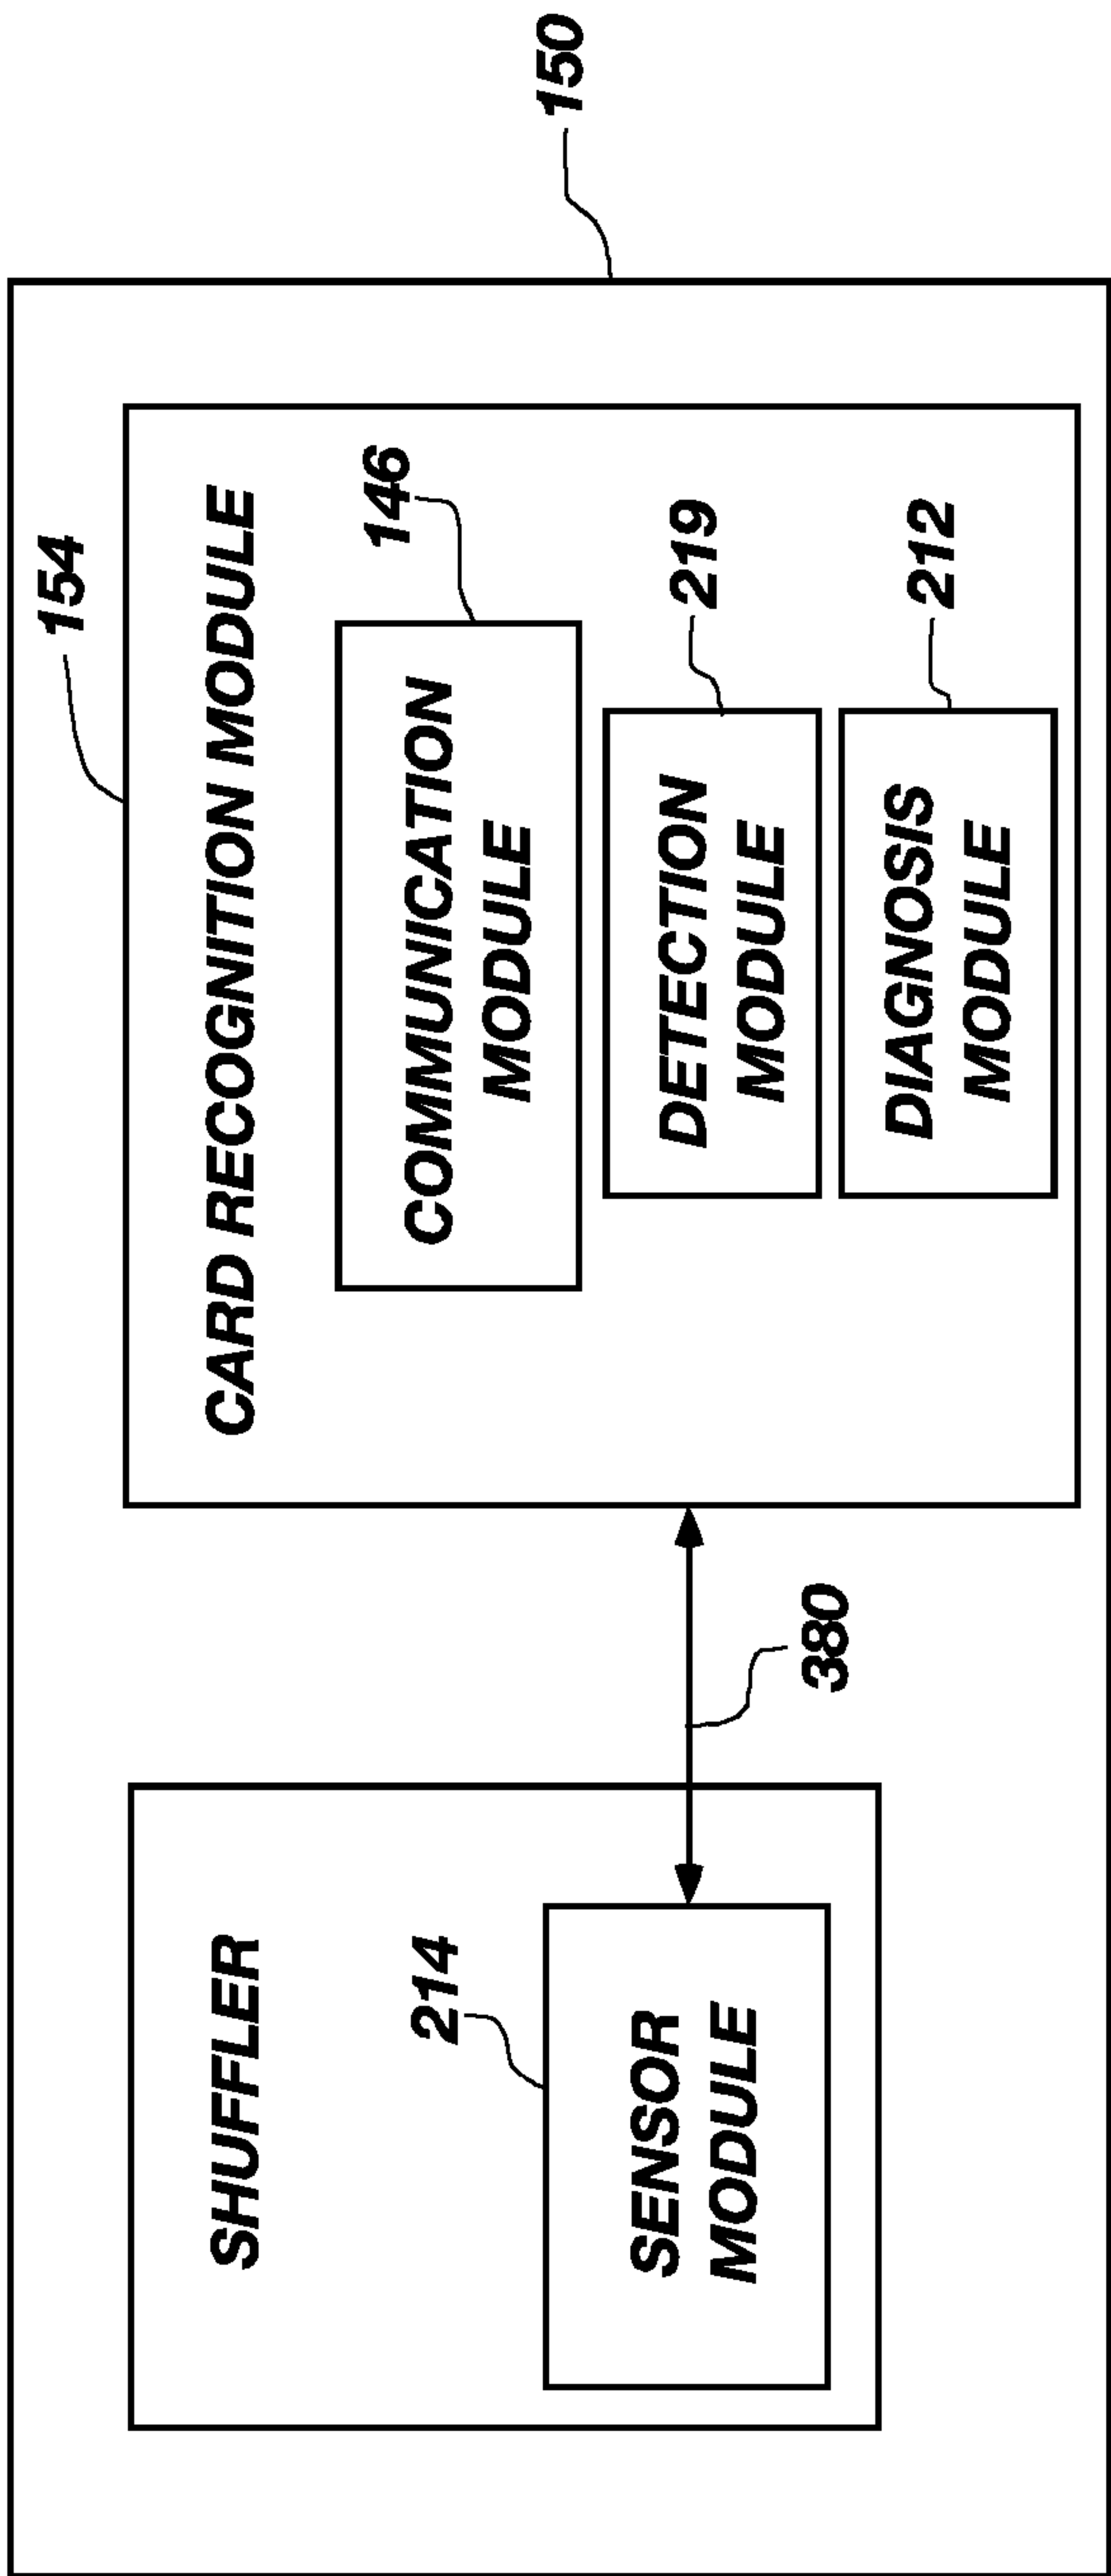 150
154
SHUFFLER
214
SENSOR
MODULE
380
CARD RECOGNITION MODULE
146
COMMUNICATION
MODULE
219
DETECTION
MODULE
212
DIAGNOSIS
MODULE